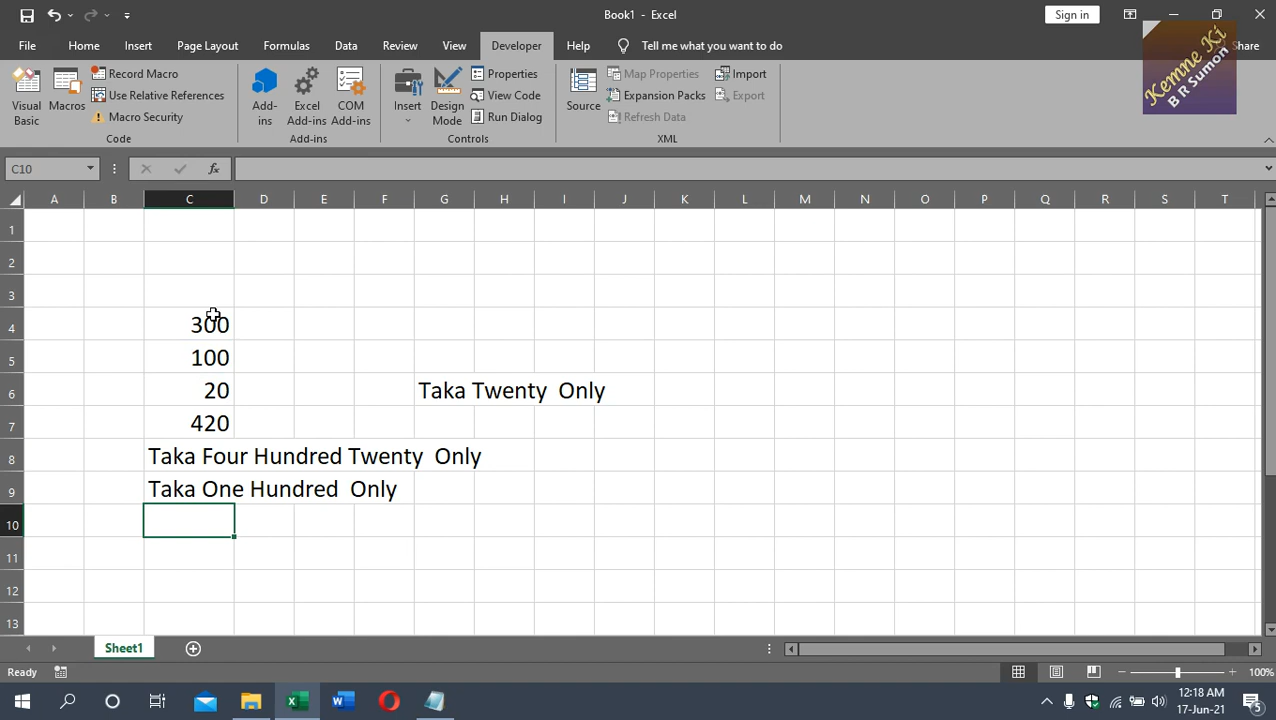 Book1 - Excel
Sign in
File Home Insert Page Layout Formulas Data Review View Developer Help Tell me what you want to do Share
Kemne Ki
B R Sumon
Visual Basic
Macros
Record Macro
Use Relative References
Macro Security
Code
Add-ins
Excel Add-ins
COM Add-ins
Add-ins
Insert
Design Mode
Properties
View Code
Run Dialog
Controls
Source
Map Properties
Expansion Packs
Refresh Data
Import
Export
XML
C10
fx
A B C D E F G H I J K L M N O P Q R S T
1
2
3
4 300
5 100
6 20 Taka Twenty  Only
7 420
8 Taka Four Hundred Twenty  Only
9 Taka One Hundred  Only
10
11
12
13
Sheet1
Ready
100%
12:18 AM
17-Jun-21
5